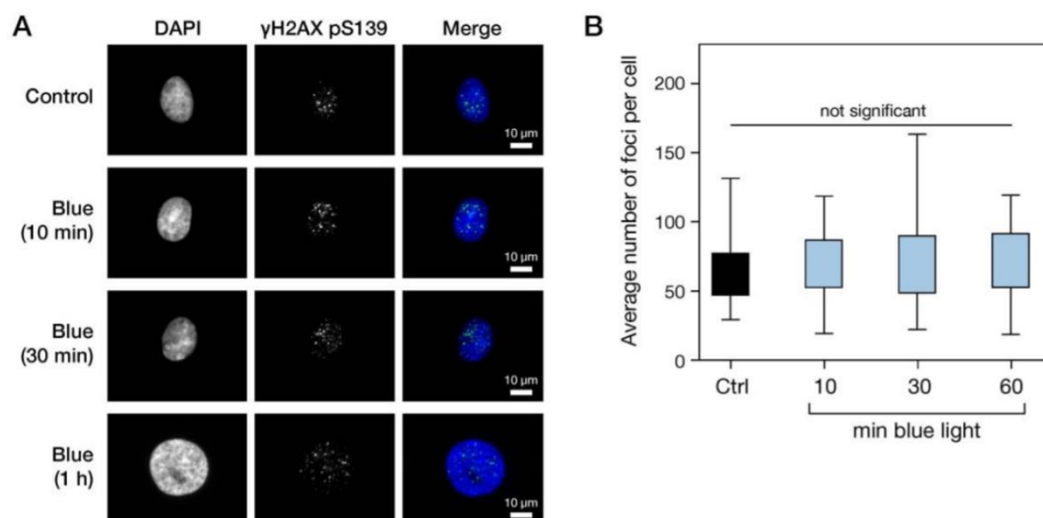 A
DAPI
γH2AX pS139
Merge
Control
10 µm
Blue
(10 min)
10 µm
Blue
(30 min)
10 µm
Blue
(1 h)
10 µm
B
Average number of foci per cell
200
150
100
50
0
not significant
Ctrl 10 30 60
min blue light